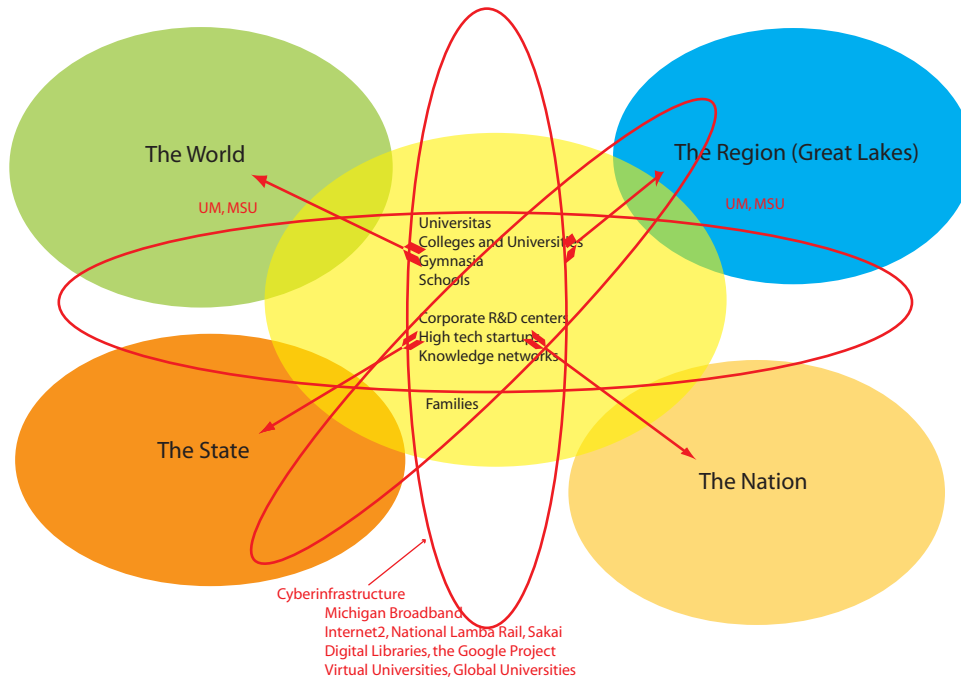 The World
The Region (Great Lakes)
UM, MSU
UM, MSU
Universitas
Colleges and Universities
Gymnasia
Schools
Corporate R&D centers
High tech startups
Knowledge networks
Families
The State
The Nation
Cyberinfrastructure
Michigan Broadband
Internet2, National Lamba Rail, Sakai
Digital Libraries, the Google Project
Virtual Universities, Global Universities